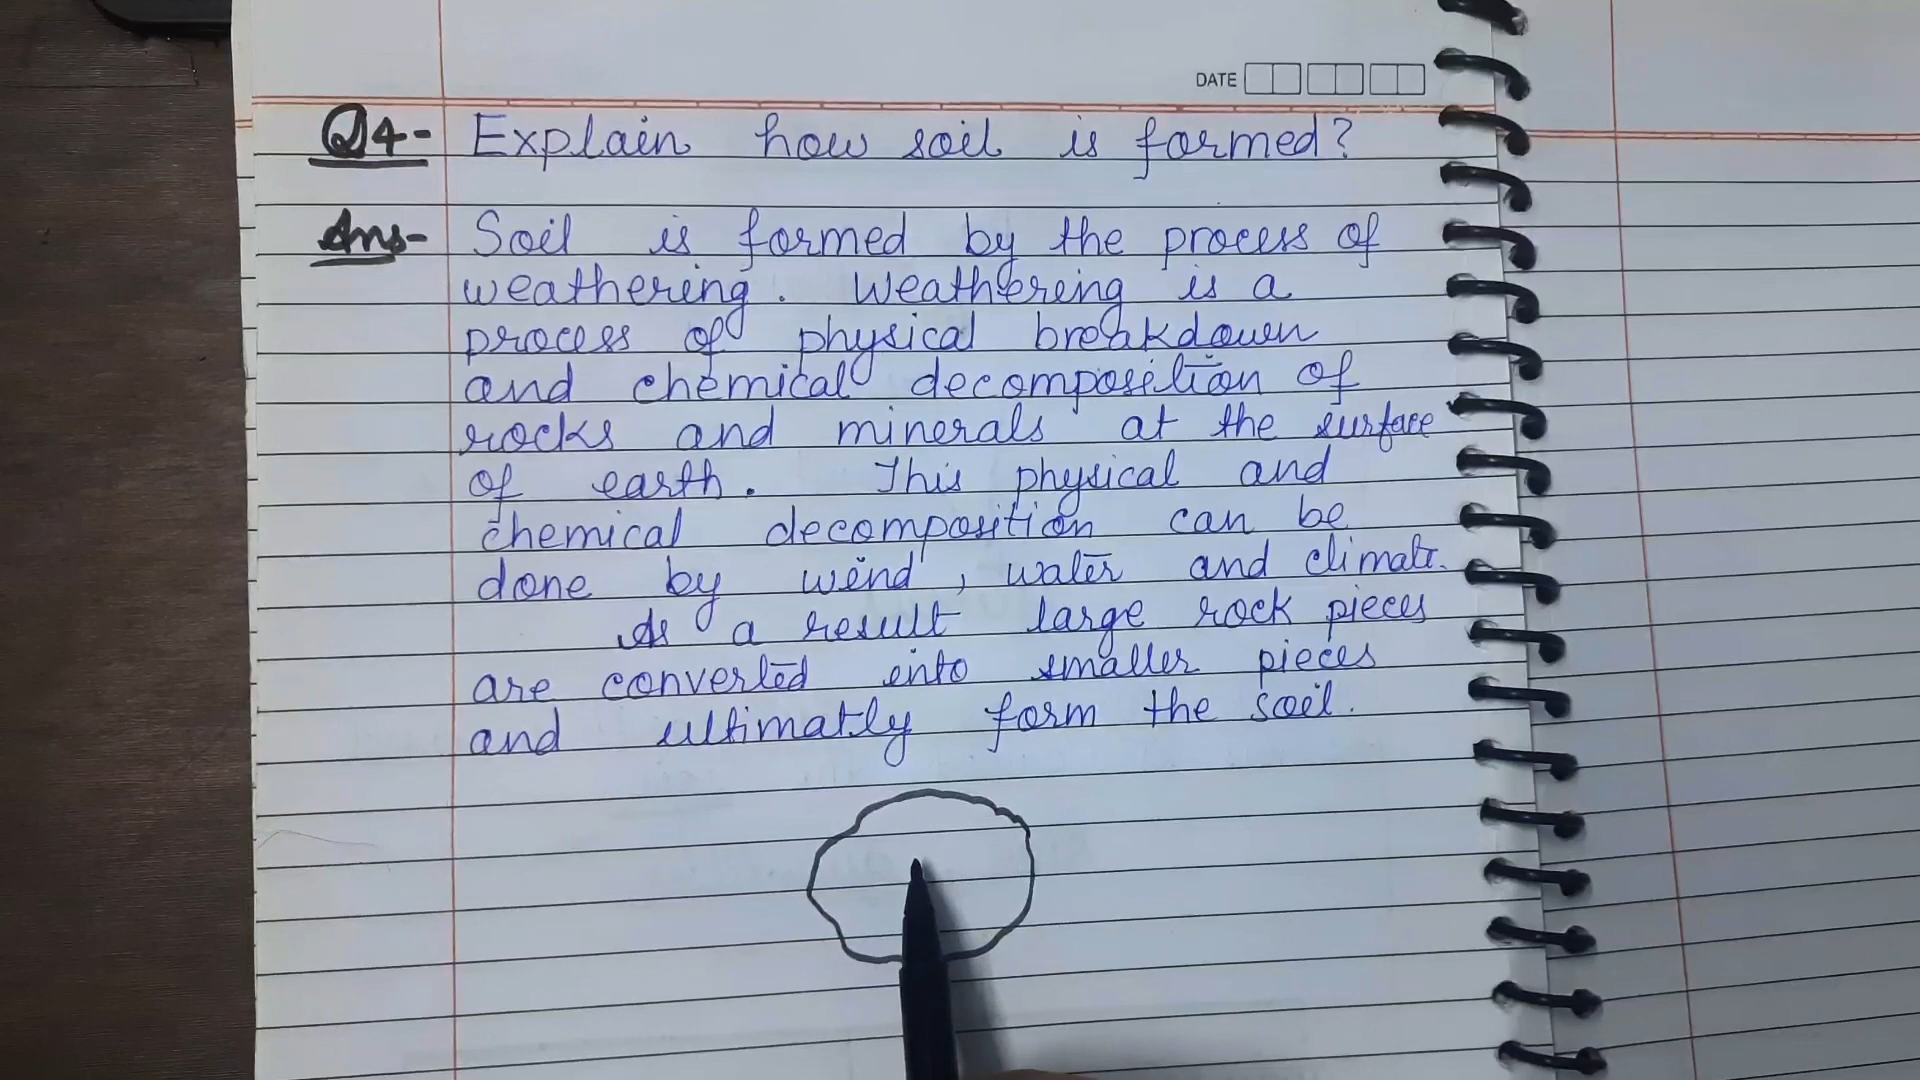 DATE
Q4- Explain how soil is formed?
Ans- Soil is formed by the process of
weathering. Weathering is a
process of physical breakdown
and chemical decomposition of
rocks and minerals at the surface
of earth. This physical and
chemical decomposition can be
done by wind, water and climate.
As a result large rock pieces
are converted into smaller pieces
and ultimatly form the soil.